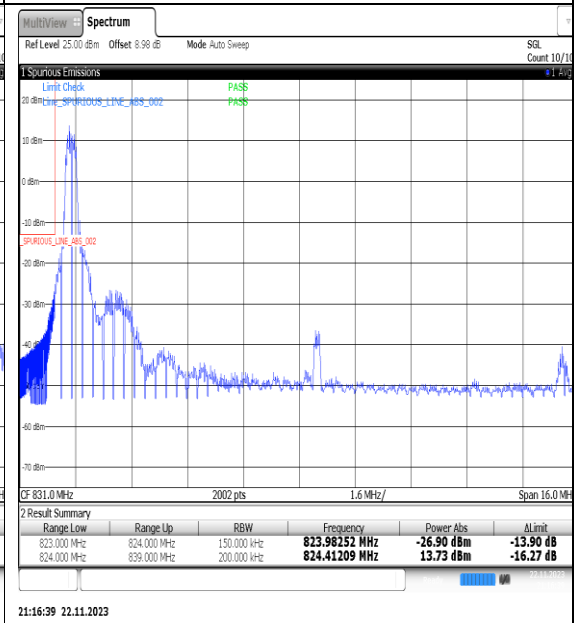 MultiView Spectrum
Ref Level 25.00 dBm Offset 8.98 dB Mode Auto Sweep SGL
Count 10/10
1 Spurious Emissions 1 Avg
Limit Check PASS
20 dBm Line_SPURIOUS_LINE_ABS_002 PASS
10 dBm
0 dBm
-10 dBm
_SPURIOUS_LINE_ABS_002
-20 dBm
-30 dBm
-40 dBm
-60 dBm
-70 dBm
CF 831.0 MHz 2002 pts 1.6 MHz/ Span 16.0 MH
2 Result Summary
Range Low Range Up RBW Frequency Power Abs ΔLimit
823.000 MHz 824.000 MHz 150.000 kHz 823.98252 MHz -26.90 dBm -13.90 dB
824.000 MHz 839.000 MHz 200.000 kHz 824.41209 MHz 13.73 dBm -16.27 dB
22.11.2023
21:16:39 22.11.2023